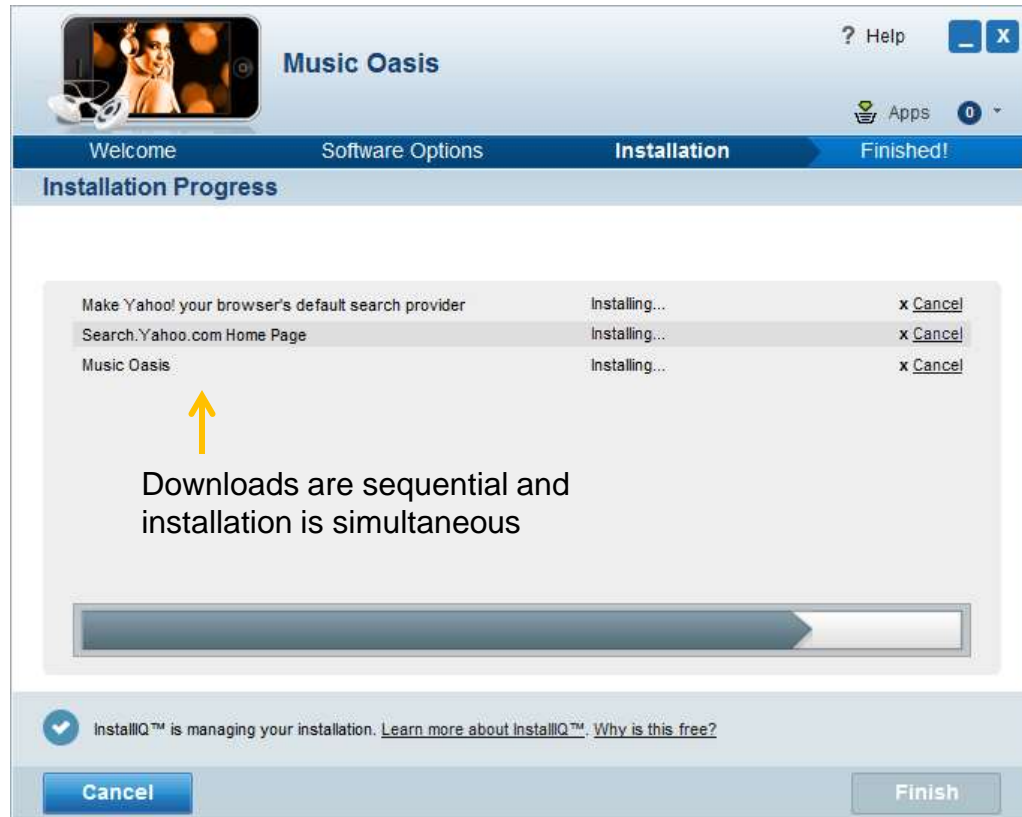 Music Oasis
? Help
_ X
Apps 0
Welcome Software Options Installation Finished!
Installation Progress
Make Yahoo! your browser's default search provider Installing... x Cancel
Search.Yahoo.com Home Page Installing... x Cancel
Music Oasis Installing... x Cancel
Downloads are sequential and
installation is simultaneous
InstallIQ™ is managing your installation. Learn more about InstallIQ™. Why is this free?
Cancel Finish